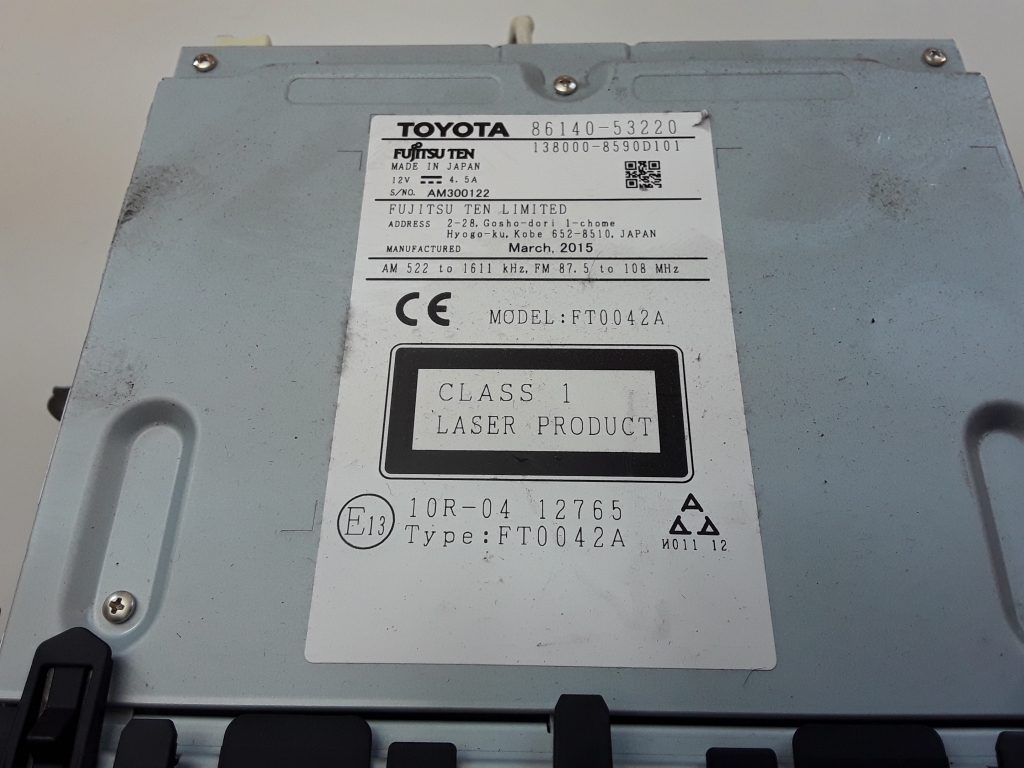 TOYOTA 86140-53220
FUJITSU TEN 138000-8590D101
MADE IN JAPAN
12V 4.5A
S/NO. AM300122
FUJITSU TEN LIMITED
ADDRESS 2-28, Gosho-dori 1-chome
Hyogo-ku, Kobe 652-8510, JAPAN
MANUFACTURED March, 2015
AM 522 to 1611 kHz, FM 87.5 to 108 MHz
CE MODEL:FT0042A
CLASS 1
LASER PRODUCT
E13 10R-04 12765
Type:FT0042A
И011 12